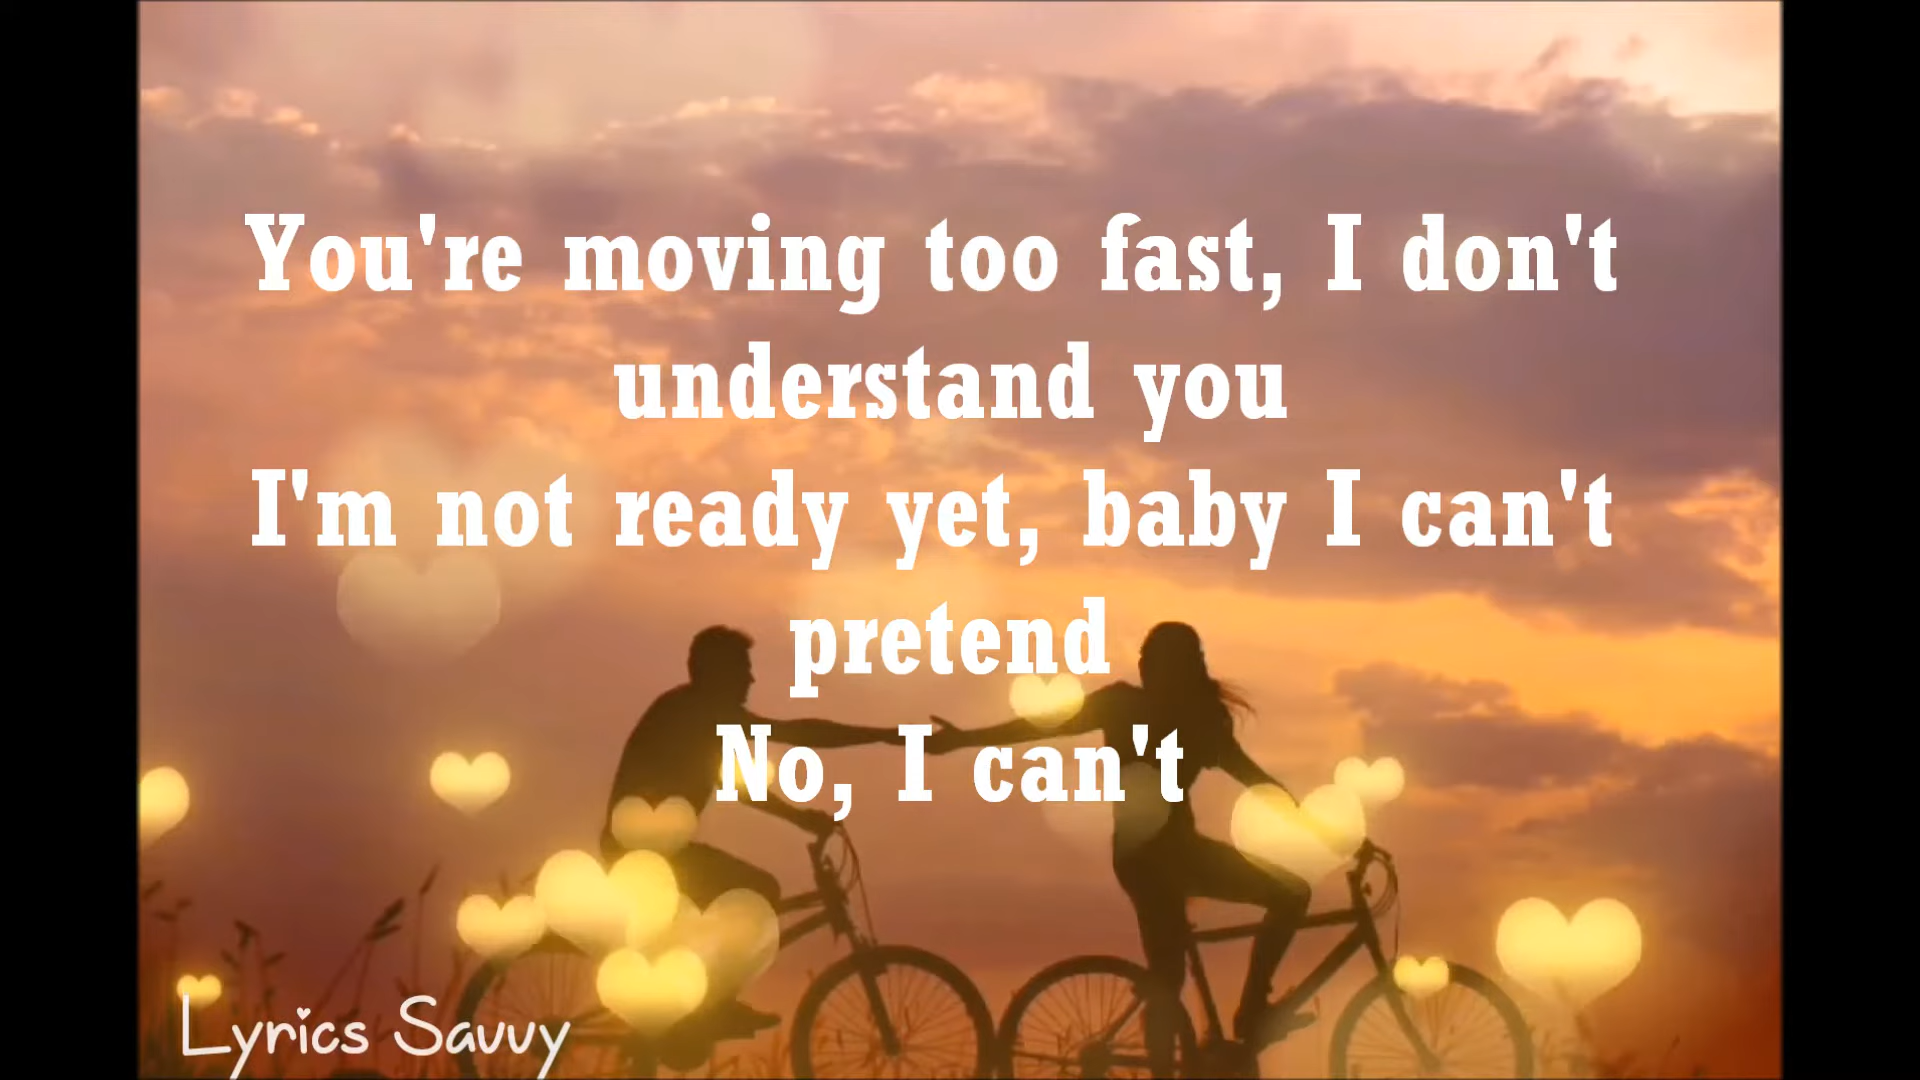 You're moving too fast, I don't
understand you
I'm not ready yet, baby I can't
pretend
No, I can't
Lyrics Savvy